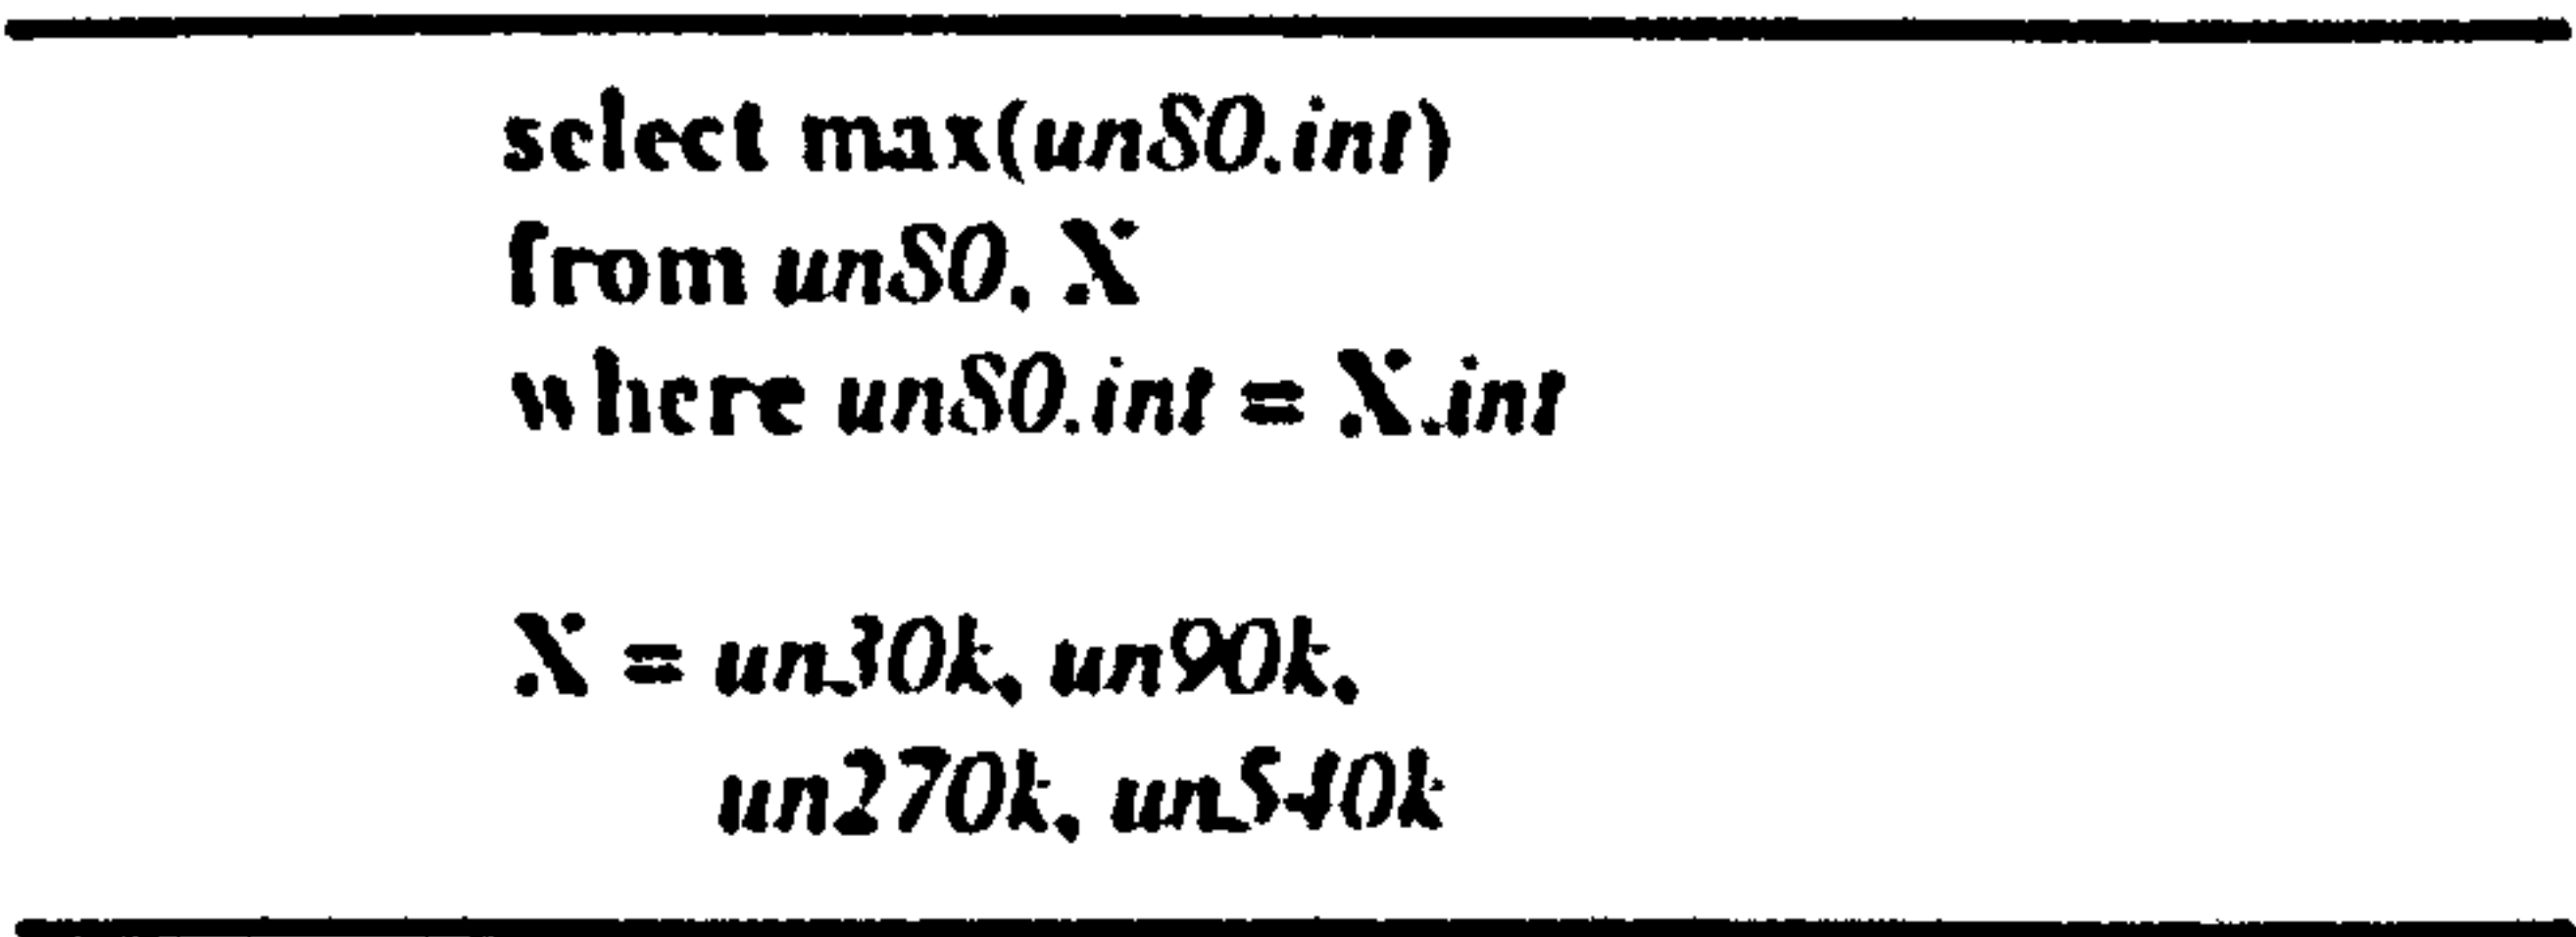 select max(un80.int)
from un80, X
where un80.int = X.int
X = un30k, un90k,
un270k, un540k